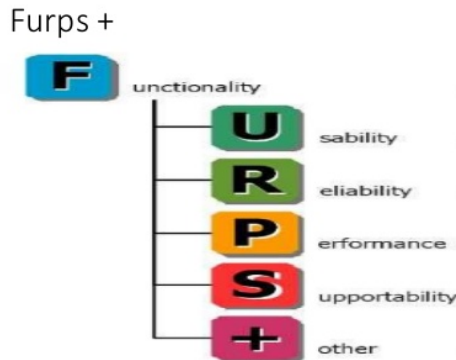 Furps +
F unctionality
U sability
R eliability
P erformance
S upportability
+ other